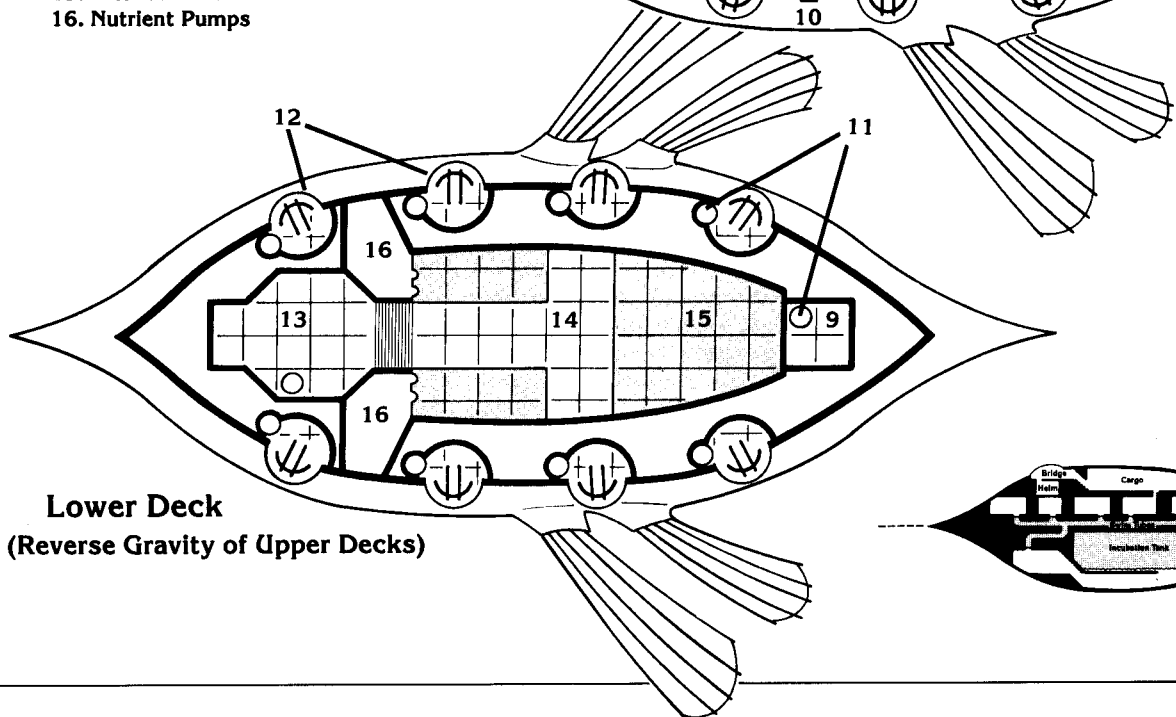 16. Nutrient Pumps
10
12
11
16
13
14
15
9
16
Lower Deck
(Reverse Gravity of Upper Decks)
Bridge
Helm
Cargo
Incubation Tank